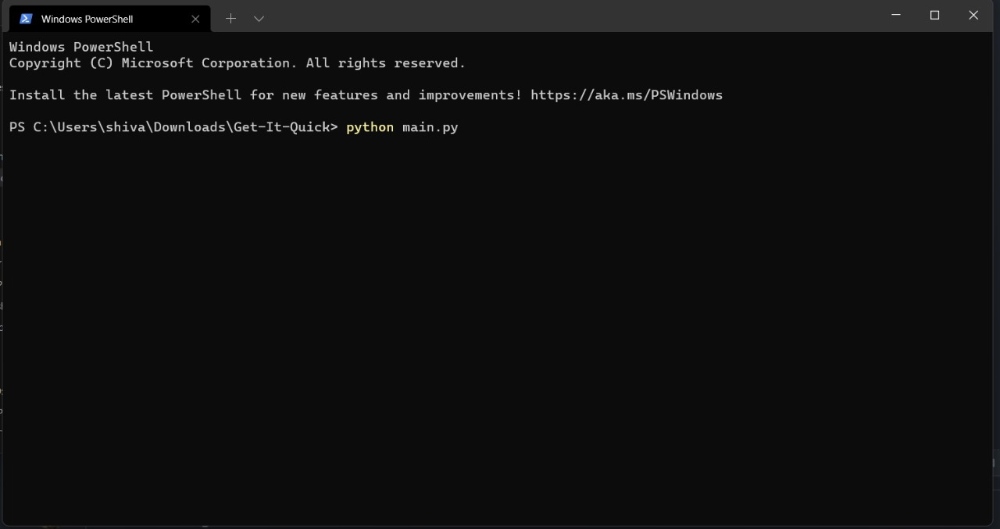 Windows PowerShell
Windows PowerShell
Copyright (C) Microsoft Corporation. All rights reserved.
Install the latest PowerShell for new features and improvements! https://aka.ms/PSWindows
PS C:\Users\shiva\Downloads\Get-It-Quick> python main.py